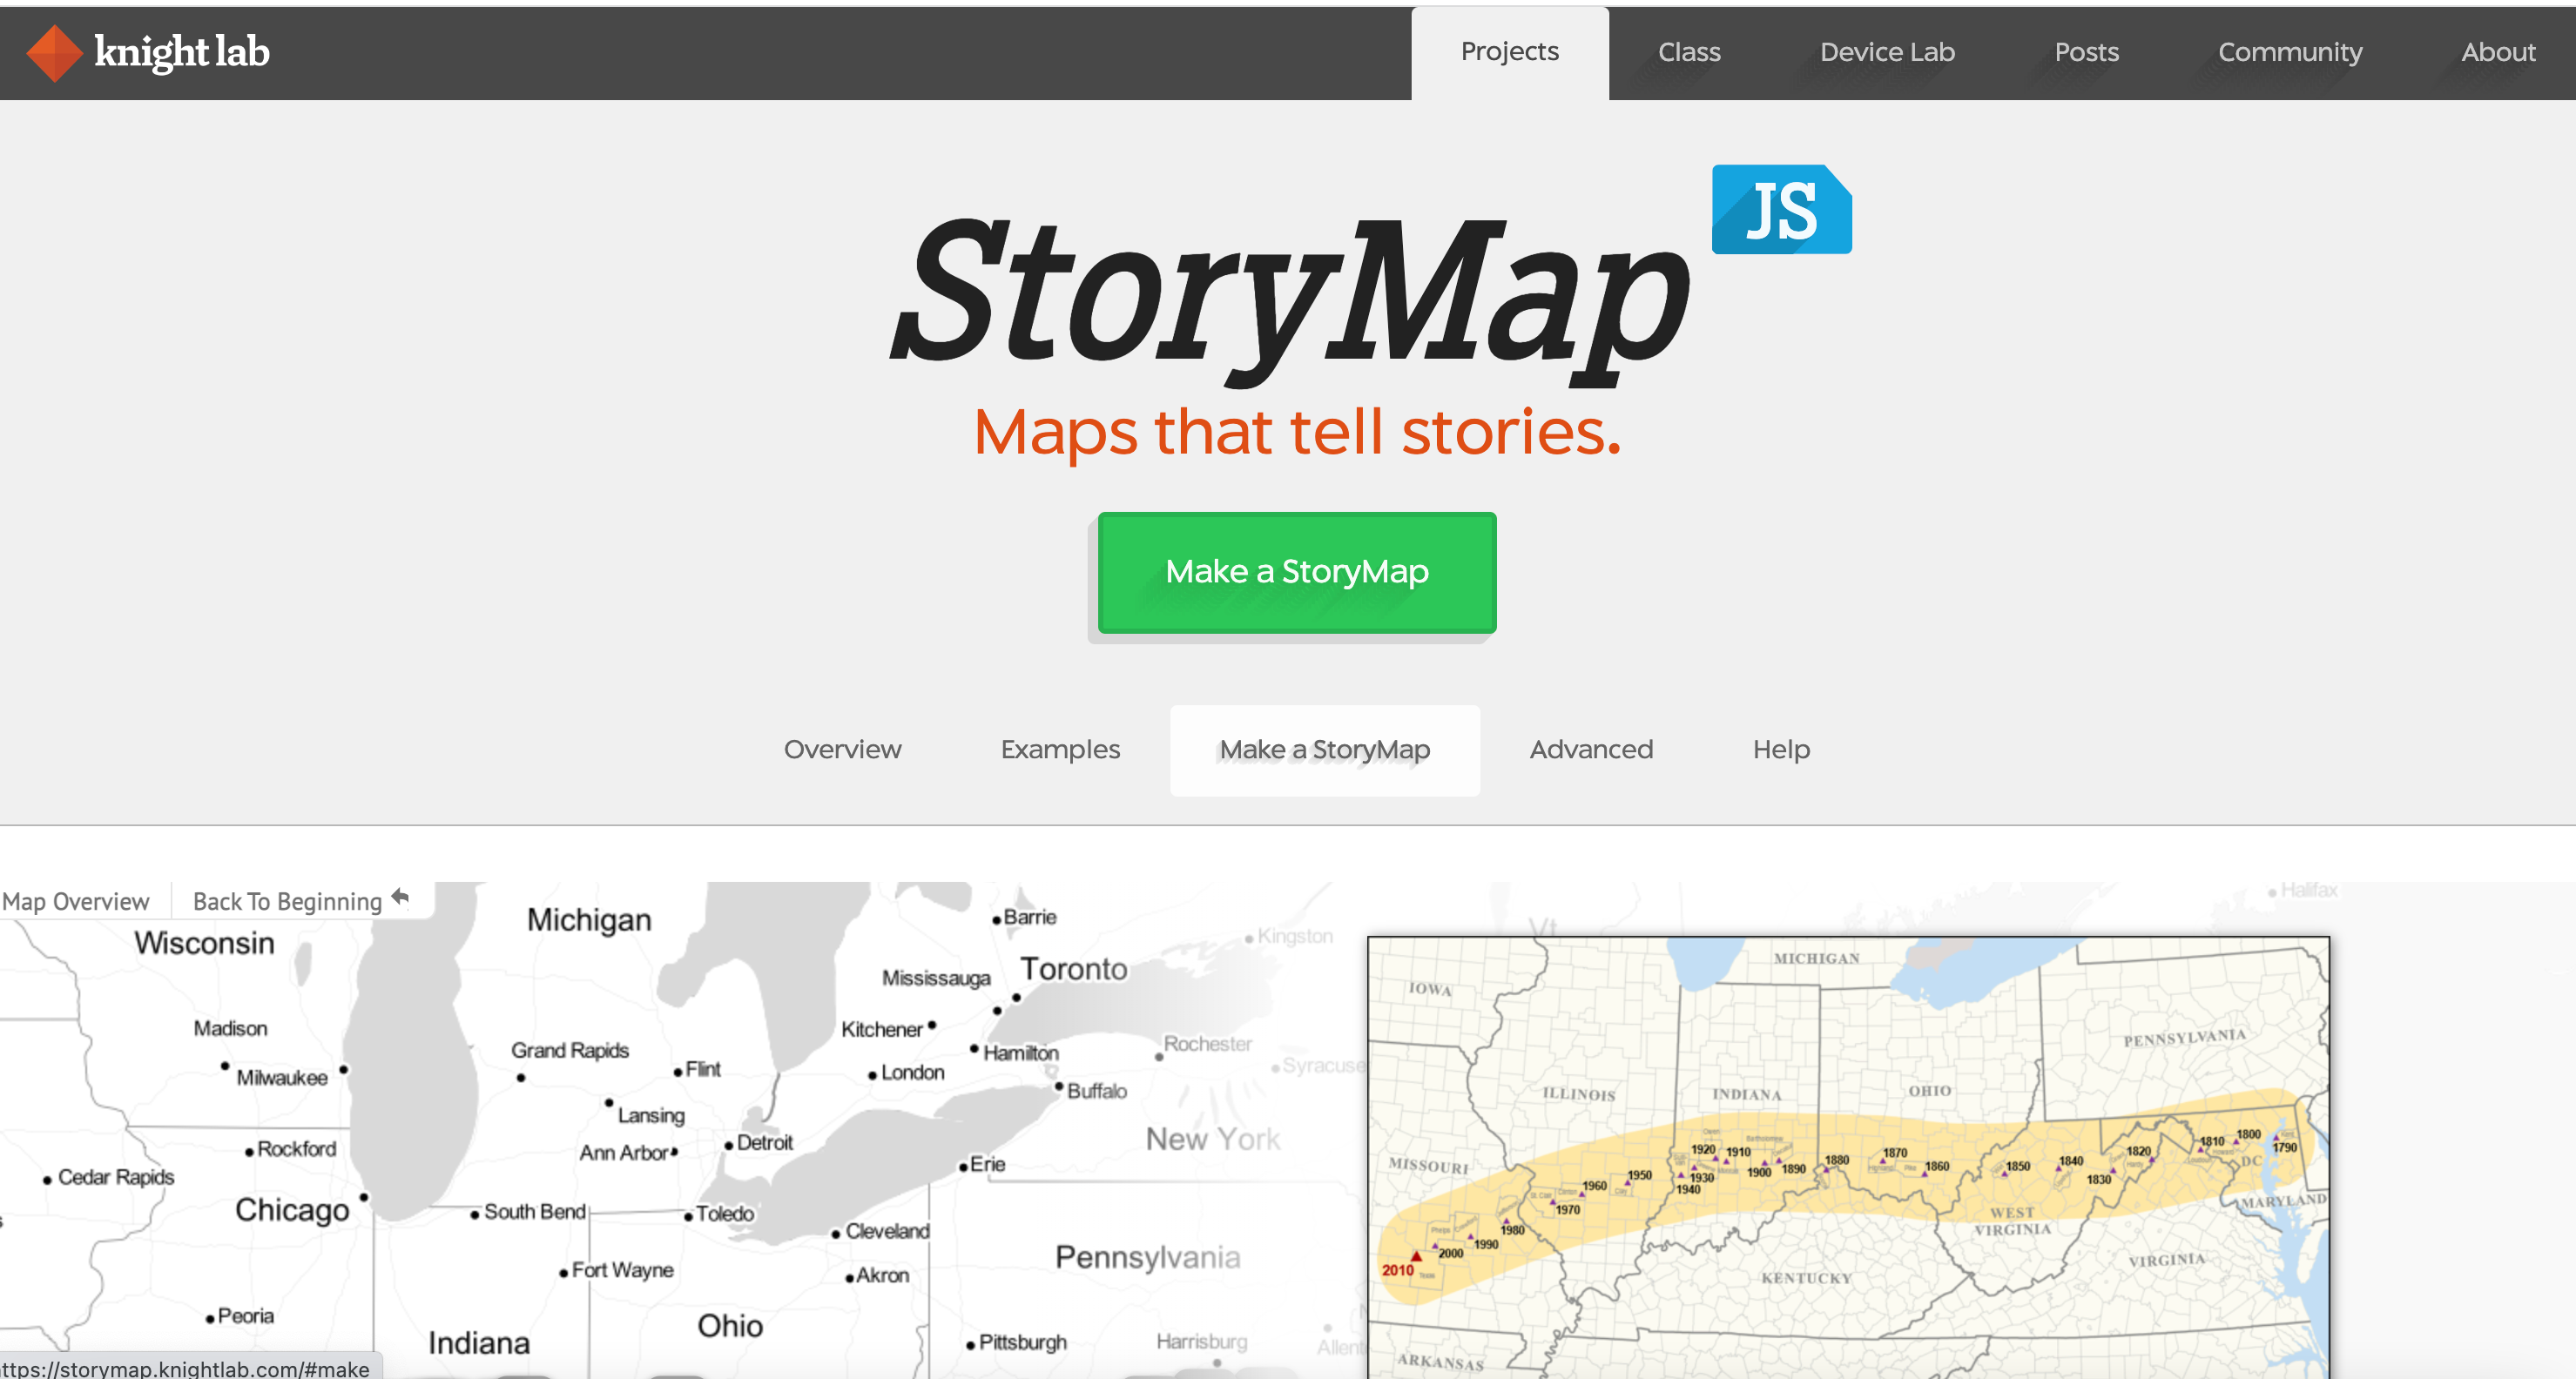 knight lab
Projects Class Device Lab Posts Community About
StoryMap JS
Maps that tell stories.
Make a StoryMap
Overview Examples Make a StoryMap Advanced Help
Map Overview Back To Beginning
Halifax
Michigan
Barrie
Wisconsin
Kingston
Vt
Mississauga
Toronto
Madison
Kitchener
Grand Rapids
Hamilton
Rochester
Milwaukee
Flint
London
Syracuse
Buffalo
Lansing
Rockford
Ann Arbor
Detroit
New York
Cedar Rapids
Erie
Chicago
South Bend
Toledo
Cleveland
Pennsylvania
Fort Wayne
Akron
Peoria
Ohio
Indiana
Pittsburgh
Harrisburg
Allent
ttps://storymap.knightlab.com/#make
MICHIGAN
IOWA
PENNSYLVANIA
ILLINOIS
INDIANA
OHIO
MISSOURI
1920
1910
1930
1940
1900
1890
1880
1870
1860
1850
1840
1830
1820
1810
1800
1790
DC
1950
1960
1970
MARYLAND
1980
1990
2000
2010
WEST
VIRGINIA
VIRGINIA
KENTUCKY
ARKANSAS